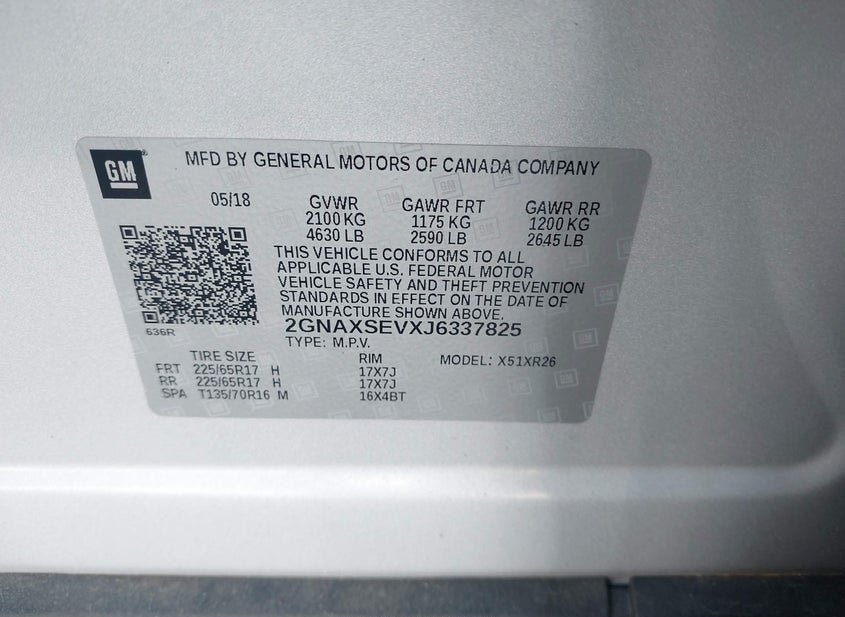 GM
MFD BY GENERAL MOTORS OF CANADA COMPANY
05/18 GVWR GAWR FRT GAWR RR
2100 KG 1175 KG 1200 KG
4630 LB 2590 LB 2645 LB
THIS VEHICLE CONFORMS TO ALL
APPLICABLE U.S. FEDERAL MOTOR
VEHICLE SAFETY AND THEFT PREVENTION
STANDARDS IN EFFECT ON THE DATE OF
MANUFACTURE SHOWN ABOVE.
636R 2GNAXSEVXJ6337825
TYPE: M.P.V.
TIRE SIZE RIM MODEL: X51XR26
FRT 225/65R17 H 17X7J
RR 225/65R17 H 17X7J
SPA T135/70R16 M 16X4BT